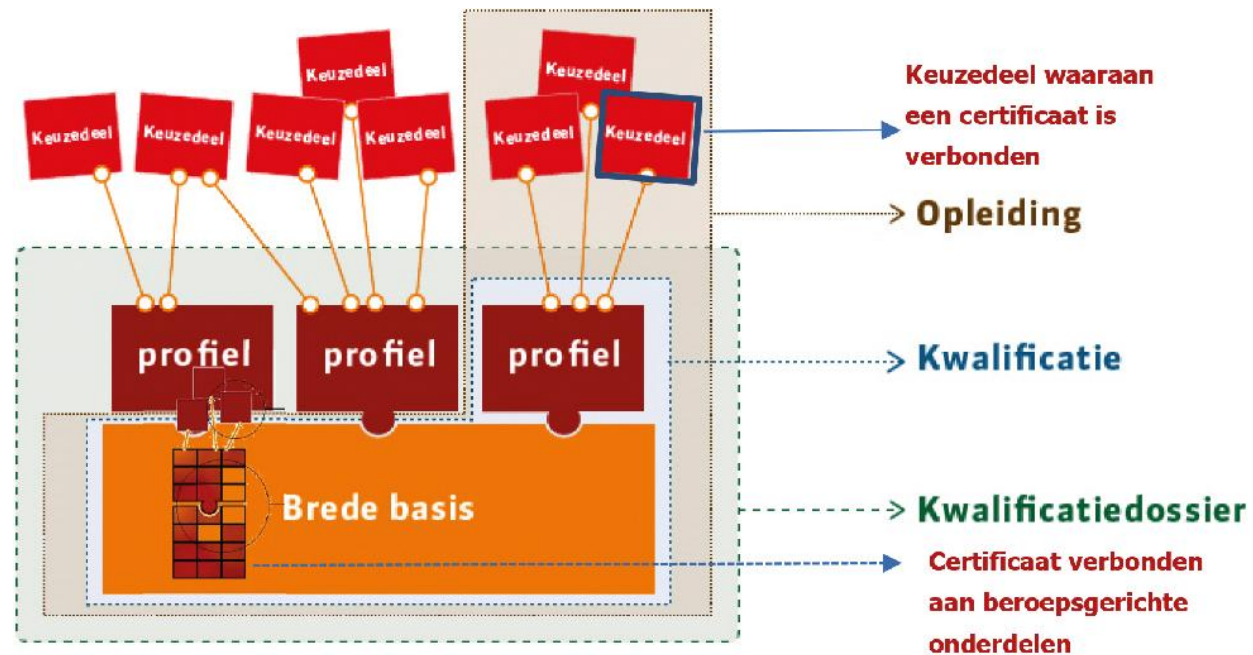 Keuzedeel
Keuzedeel
Keuzedeel
Keuzedeel
Keuzedeel
Keuzedeel
Keuzedeel
Keuzedeel
Keuzedeel waaraan
een certificaat is
verbonden
Opleiding
profiel
profiel
profiel
Kwalificatie
Brede basis
Kwalificatiedossier
Certificaat verbonden
aan beroepsgerichte
onderdelen